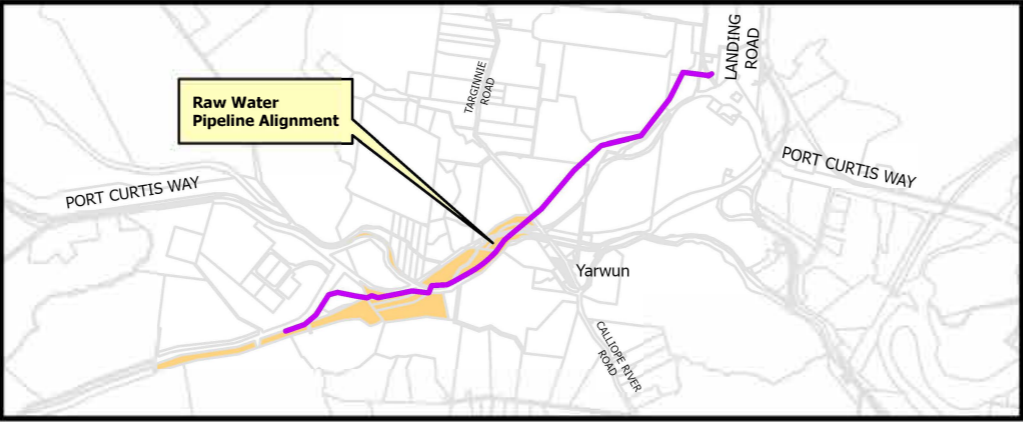 LANDING
ROAD
TARGINNIE
ROAD
Raw Water
Pipeline Alignment
PORT CURTIS WAY
PORT CURTIS WAY
Yarwun
CALLIOPE RIVER
ROAD